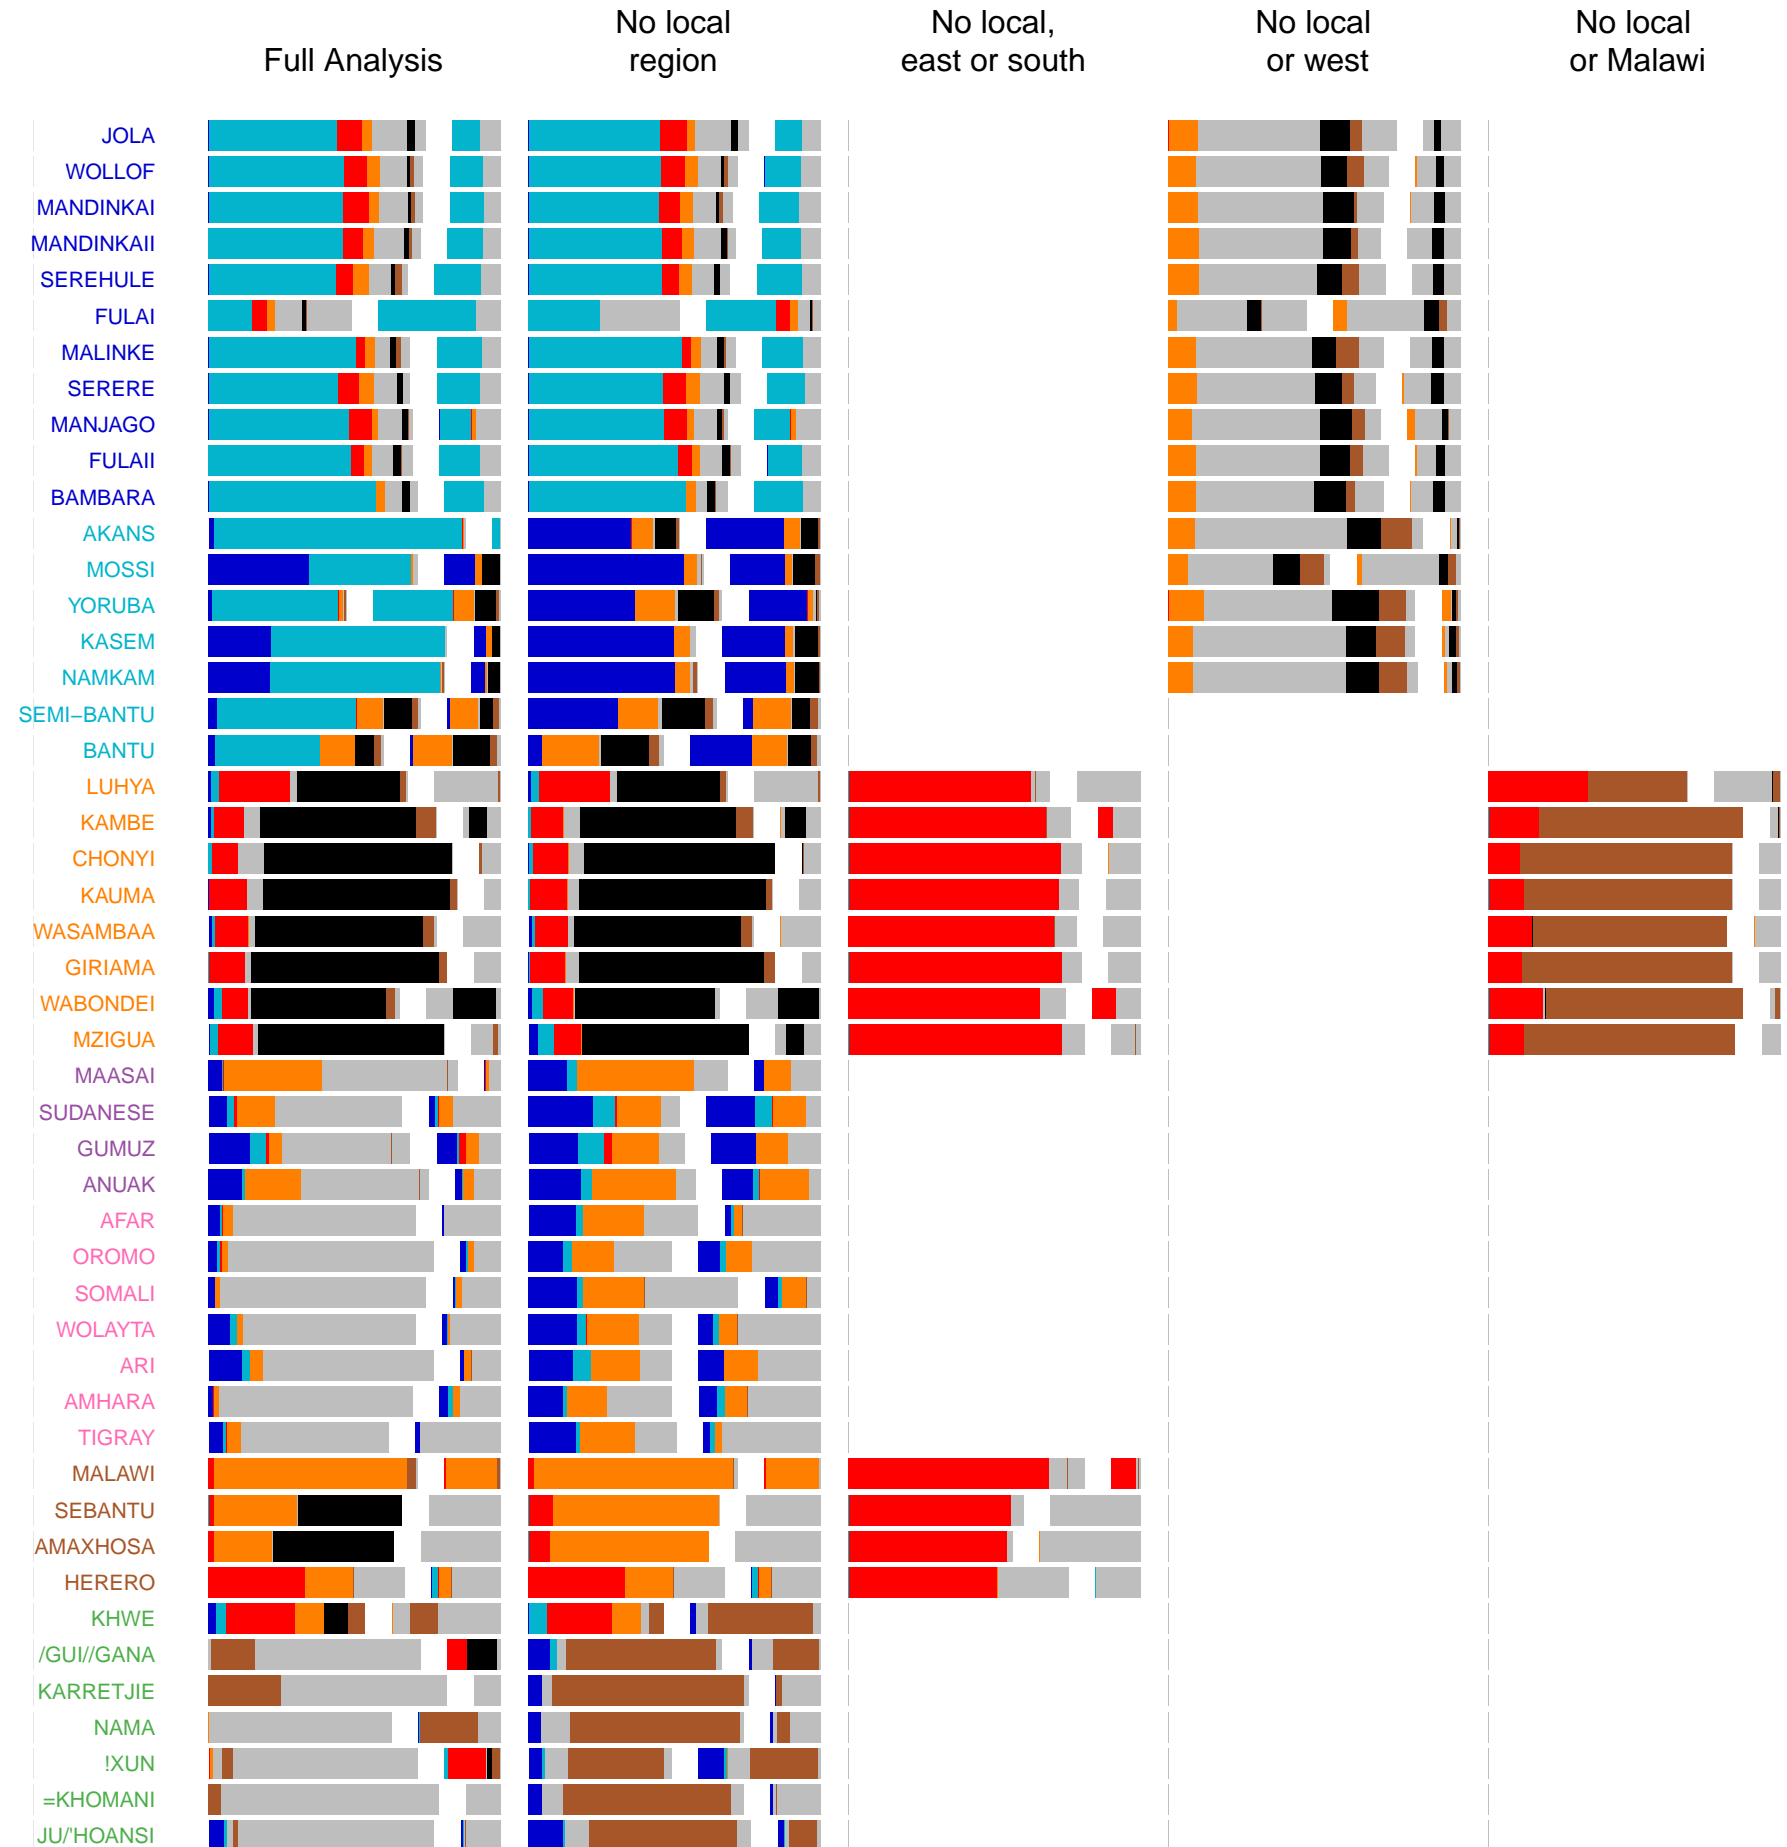 Full Analysis
No local
region
No local,
east or south
No local
or west
No local
or Malawi
JOLA
WOLLOF
MANDINKAI
MANDINKAII
SEREHULE
FULAI
MALINKE
SERERE
MANJAGO
FULAII
BAMBARA
AKANS
MOSSI
YORUBA
KASEM
NAMKAM
SEMI−BANTU
BANTU
LUHYA
KAMBE
CHONYI
KAUMA
WASAMBAA
GIRIAMA
WABONDEI
MZIGUA
MAASAI
SUDANESE
GUMUZ
ANUAK
AFAR
OROMO
SOMALI
WOLAYTA
ARI
AMHARA
TIGRAY
MALAWI
SEBANTU
AMAXHOSA
HERERO
KHWE
/GUI//GANA
KARRETJIE
NAMA
!XUN
=KHOMANI
JU/'HOANSI